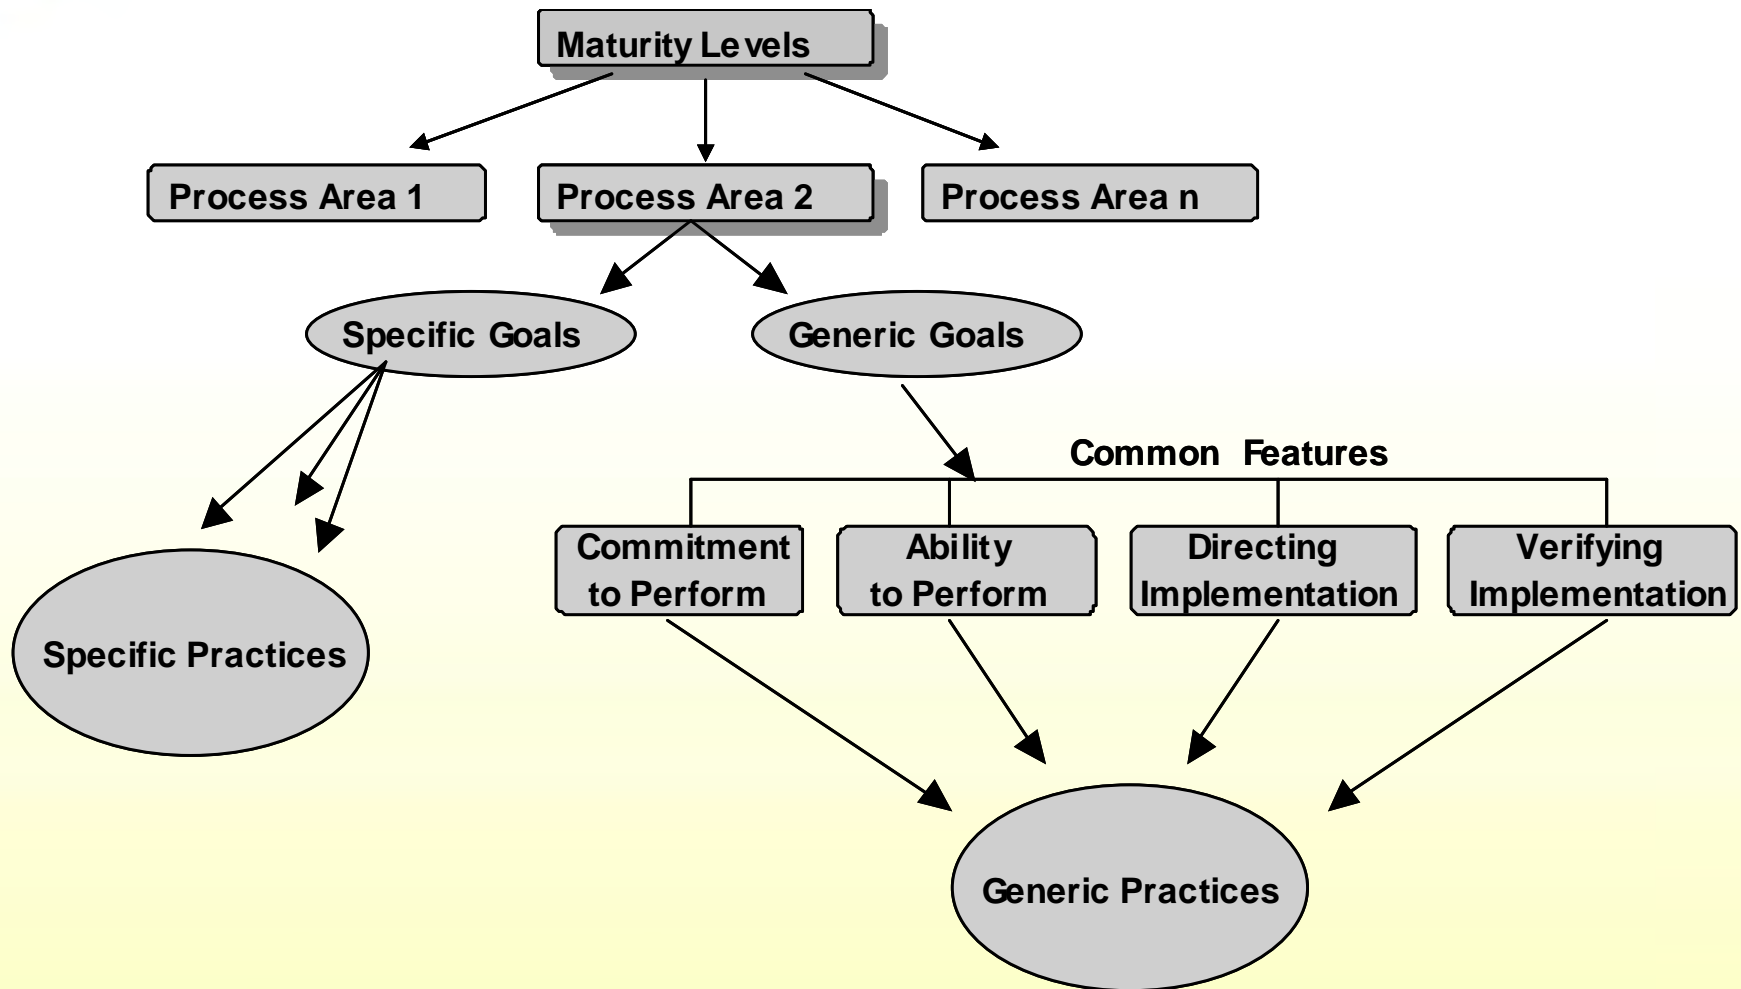 Maturity Levels
Process Area 1
Process Area 2
Process Area n
Specific Goals
Generic Goals
Common Features
Commitment
to Perform
Ability
to Perform
Directing
Implementation
Verifying
Implementation
Specific Practices
Generic Practices